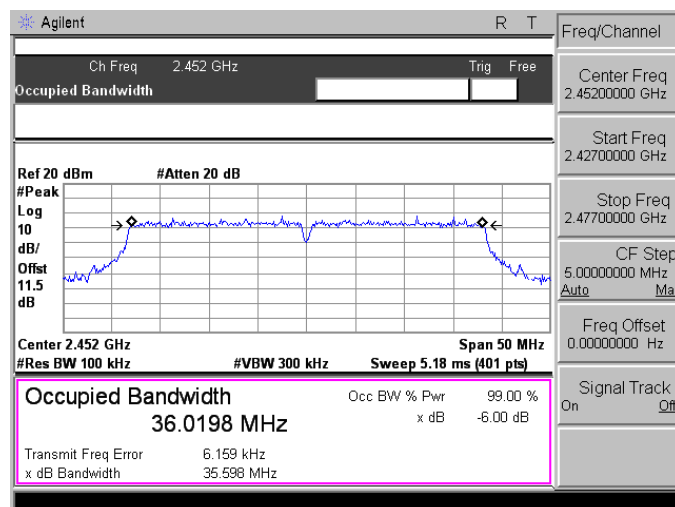 Agilent R T
Ch Freq 2.452 GHz Trig Free
Occupied Bandwidth
Ref 20 dBm #Atten 20 dB
#Peak
Log
10
dB/
Offst
11.5
dB
Center 2.452 GHz Span 50 MHz
#Res BW 100 kHz #VBW 300 kHz Sweep 5.18 ms (401 pts)
Occupied Bandwidth Occ BW % Pwr 99.00 %
36.0198 MHz x dB -6.00 dB
Transmit Freq Error 6.159 kHz
x dB Bandwidth 35.598 MHz
Freq/Channel
Center Freq
2.45200000 GHz
Start Freq
2.42700000 GHz
Stop Freq
2.47700000 GHz
CF Step
5.00000000 MHz
Auto Ma
Freq Offset
0.00000000 Hz
Signal Track
On Off